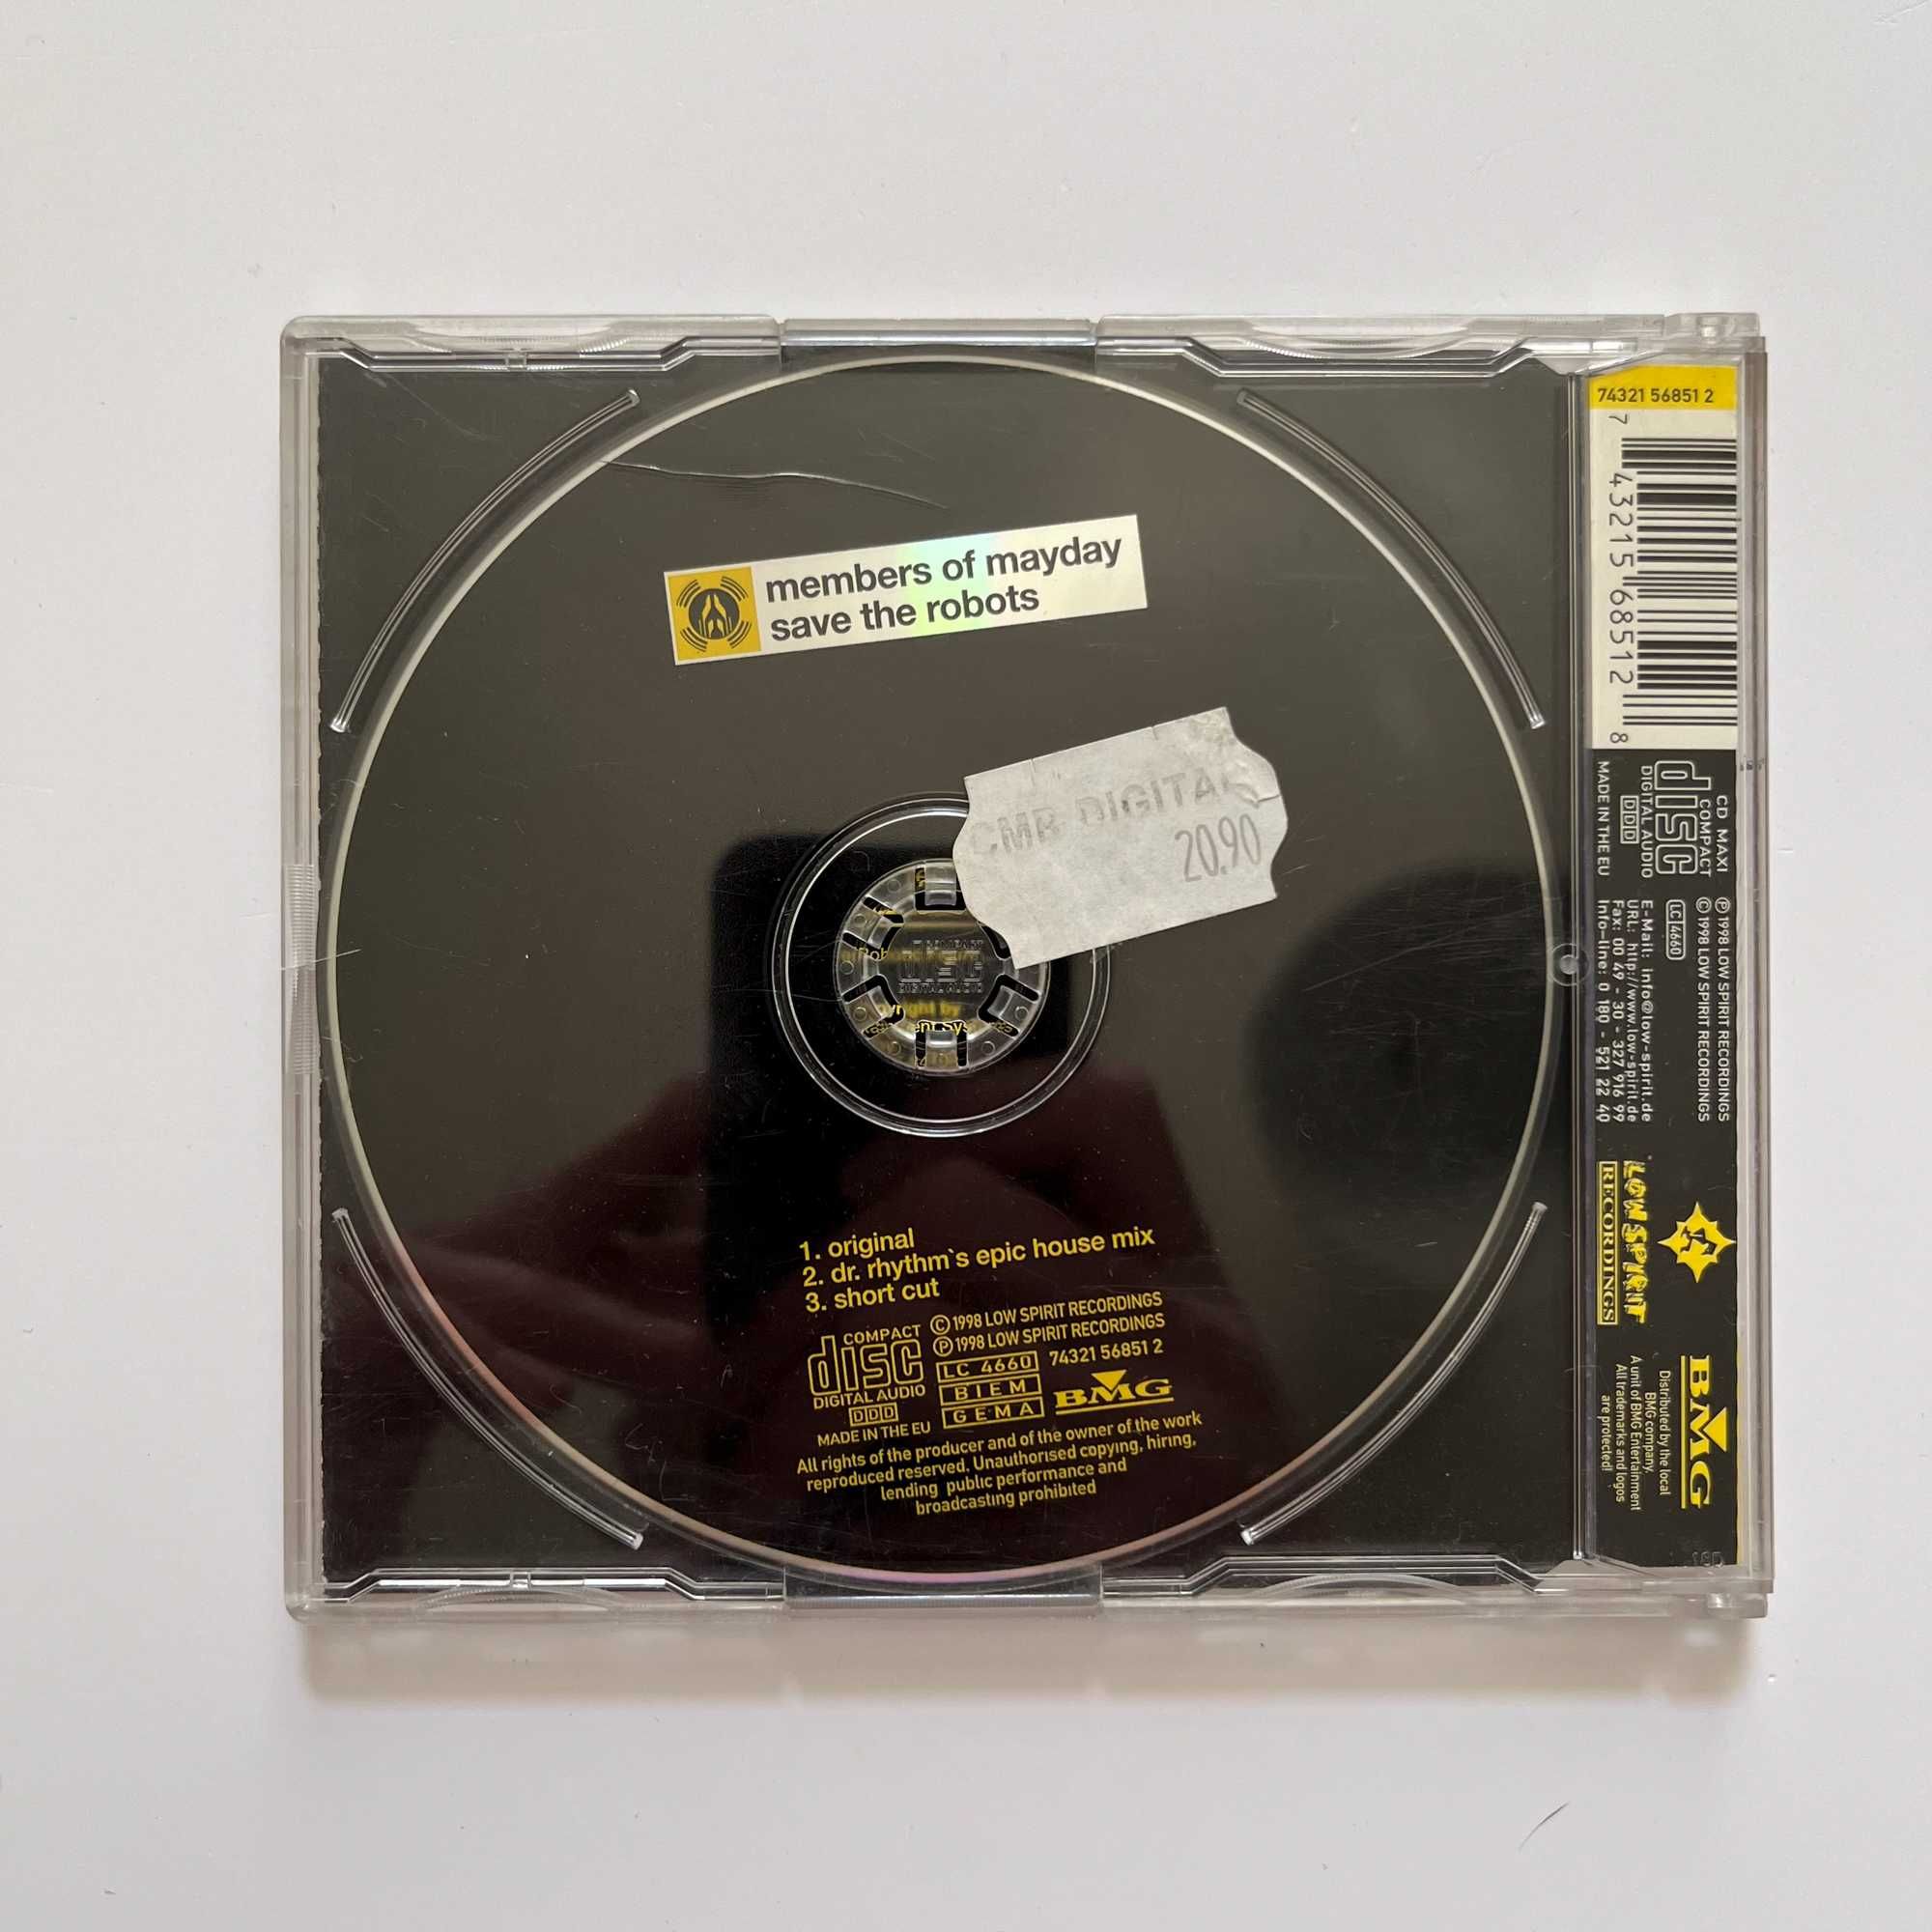 members of mayday
save the robots
CMR DIGITAL
20.90
COMPACT
disc
DIGITAL AUDIO
yright by
1. original
2. dr. rhythm`s epic house mix
3. short cut
© 1998 LOW SPIRIT RECORDINGS
℗ 1998 LOW SPIRIT RECORDINGS
COMPACT
disc
DIGITAL AUDIO
DDD
MADE IN THE EU
LC 4660
BIEM
GEMA
74321 56851 2
BMG
All rights of the producer and of the owner of the work
reproduced reserved. Unauthorised copying, hiring,
lending public performance and
broadcasting prohibited
74321 56851 2
7 43215 68512 8
CD MAXI
COMPACT
disc
DIGITAL AUDIO
DDD
MADE IN THE EU
℗ 1998 LOW SPIRIT RECORDINGS
© 1998 LOW SPIRIT RECORDINGS
LC 4660
E-Mail: info@low-spirit.de
URL: http://www.low-spirit.de
Fax: 00 49 - 30 - 327 916 99
Info-line: 0 180 - 521 22 40
LOW SPIRIT
RECORDINGS
BMG
Distributed by the local
BMG company.
A unit of BMG Entertainment
All trademarks and logos
are protected!